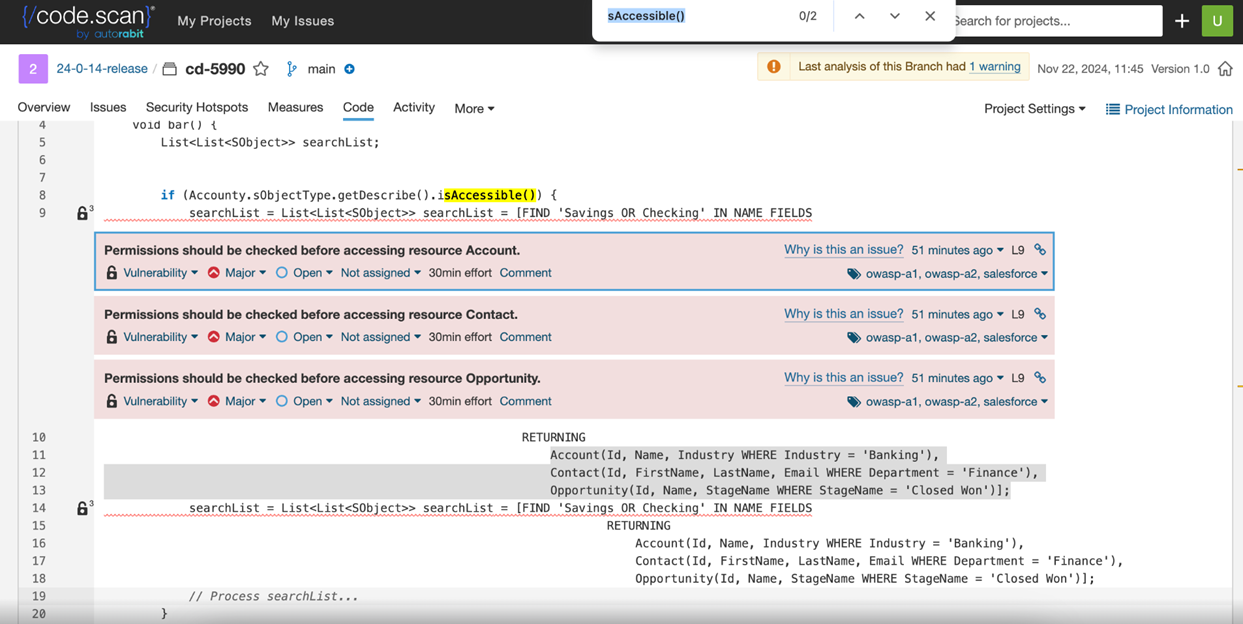 {/code.scan}
by autorabit
My Projects
My Issues
sAccessible()
0/2
Search for projects...
U
2
24-0-14-release / cd-5990
main
Last analysis of this Branch had 1 warning
Nov 22, 2024, 11:45 Version 1.0
Overview Issues Security Hotspots Measures Code Activity More
Project Settings
Project Information
4 void bar() {
5 List<List<SObject>> searchList;
6
7
8 if (Accounty.sObjectType.getDescribe().isAccessible()) {
9 3 searchList = List<List<SObject>> searchList = [FIND 'Savings OR Checking' IN NAME FIELDS
Permissions should be checked before accessing resource Account.
Why is this an issue? 51 minutes ago L9
Vulnerability Major Open Not assigned 30min effort Comment
owasp-a1, owasp-a2, salesforce
Permissions should be checked before accessing resource Contact.
Why is this an issue? 51 minutes ago L9
Vulnerability Major Open Not assigned 30min effort Comment
owasp-a1, owasp-a2, salesforce
Permissions should be checked before accessing resource Opportunity.
Why is this an issue? 51 minutes ago L9
Vulnerability Major Open Not assigned 30min effort Comment
owasp-a1, owasp-a2, salesforce
10 RETURNING
11 Account(Id, Name, Industry WHERE Industry = 'Banking'),
12 Contact(Id, FirstName, LastName, Email WHERE Department = 'Finance'),
13 Opportunity(Id, Name, StageName WHERE StageName = 'Closed Won')];
14 3 searchList = List<List<SObject>> searchList = [FIND 'Savings OR Checking' IN NAME FIELDS
15 RETURNING
16 Account(Id, Name, Industry WHERE Industry = 'Banking'),
17 Contact(Id, FirstName, LastName, Email WHERE Department = 'Finance'),
18 Opportunity(Id, Name, StageName WHERE StageName = 'Closed Won')];
19 // Process searchList...
20 }